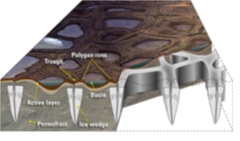 Polygon rims
Trough
Basin
Active layer
Permafrost
Ice wedge